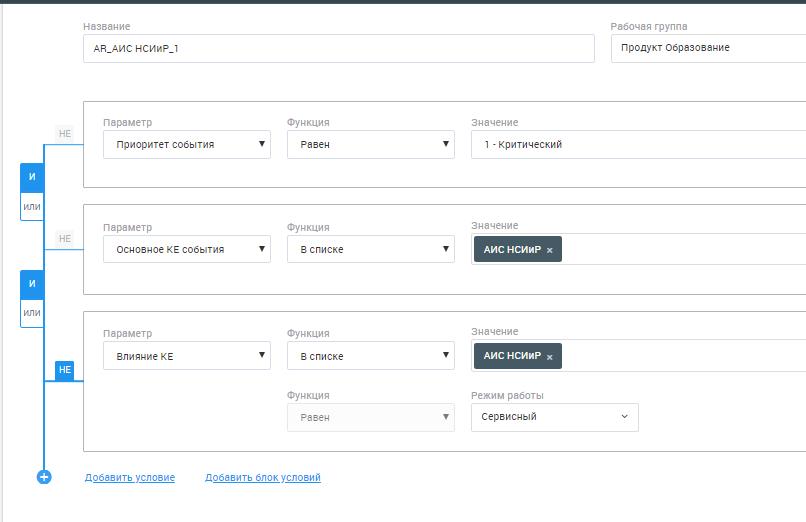 Название Рабочая группа
AR_АИС НСИиР_1 Продукт Образование
Параметр Функция Значение
НЕ
Приоритет события Равен 1 - Критический
И
ИЛИ
Параметр Функция Значение
НЕ
Основное КЕ события В списке АИС НСИиР ×
И
ИЛИ
Параметр Функция Значение
Влияние КЕ В списке АИС НСИиР ×
НЕ
Функция Режим работы
Равен Сервисный
Добавить условие Добавить блок условий